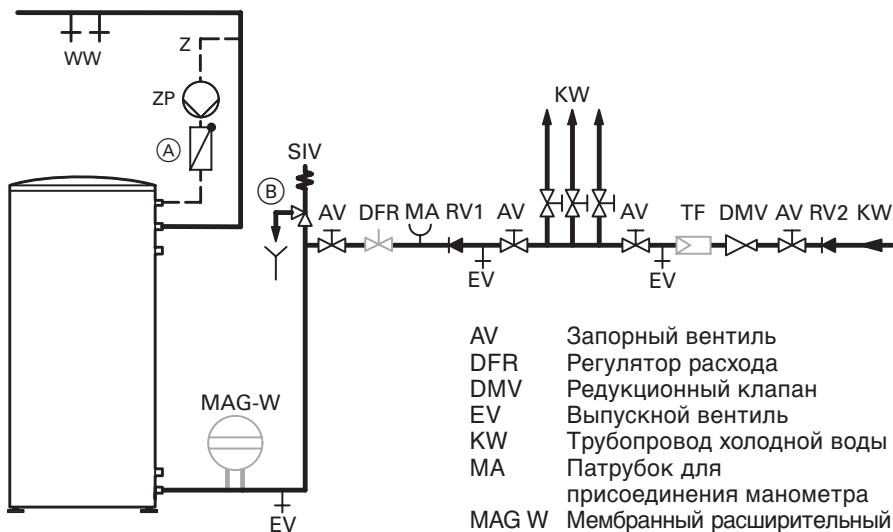 Z
WW
ZP
A
KW
SIV
B
AV DFR MA RV1 AV AV TF DMV AV RV2 KW
EV EV
MAG-W
EV
AV Запорный вентиль
DFR Регулятор расхода
DMV Редукционный клапан
EV Выпускной вентиль
KW Трубопровод холодной воды
MA Патрубок для
присоединения манометра
MAG W Мембранный расширительный